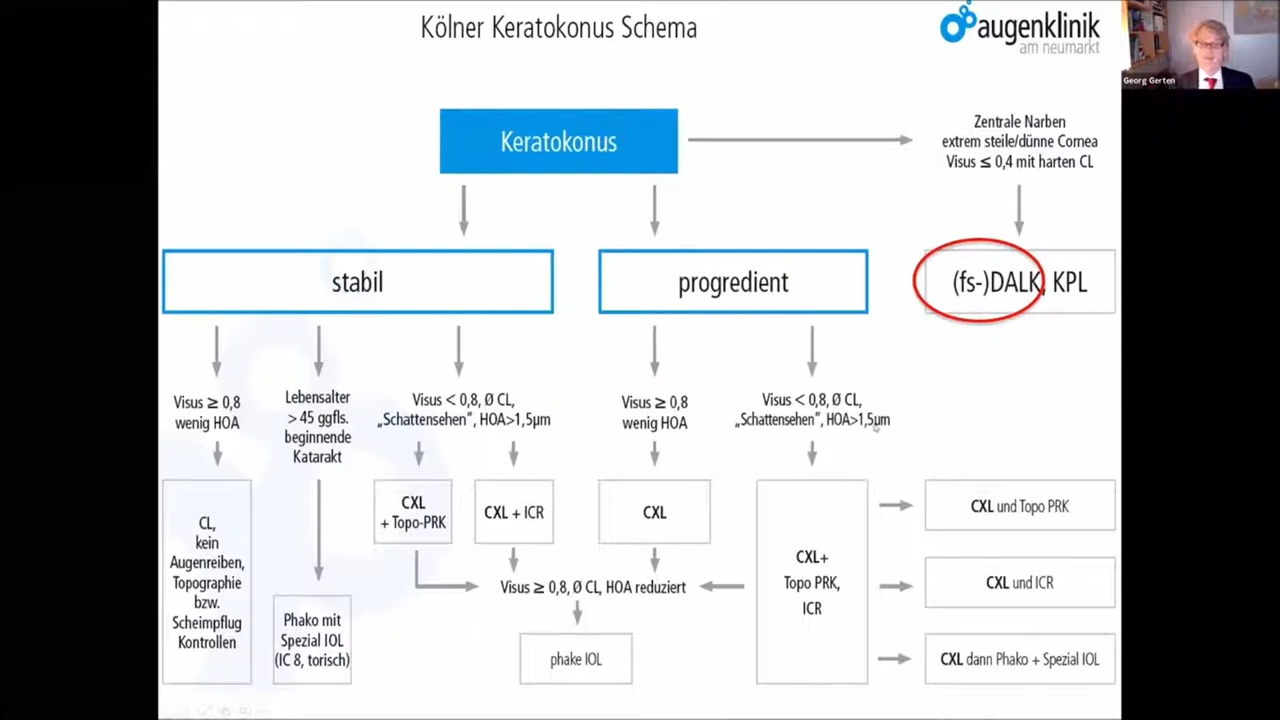 Kölner Keratokonus Schema
augenklinik
am neumarkt
Georg Gerten
Keratokonus
Zentrale Narben
extrem steile/dünne Cornea
Visus ≤ 0,4 mit harten CL
stabil
progredient
(fs-)DALK, KPL
Visus ≥ 0,8
wenig HOA
Lebensalter
> 45 ggfls.
beginnende
Katarakt
Visus < 0,8, Ø CL,
„Schattensehen“, HOA>1,5µm
Visus ≥ 0,8
wenig HOA
Visus < 0,8, Ø CL,
„Schattensehen“, HOA>1,5µm
CL,
kein
Augenreiben,
Topographie
bzw.
Scheimpflug
Kontrollen
Phako mit
Spezial IOL
(IC 8, torisch)
CXL
+ Topo-PRK
CXL + ICR
CXL
Visus ≥ 0,8, Ø CL, HOA reduziert
phake IOL
CXL+
Topo PRK,
ICR
CXL und Topo PRK
CXL und ICR
CXL dann Phako + Spezial IOL